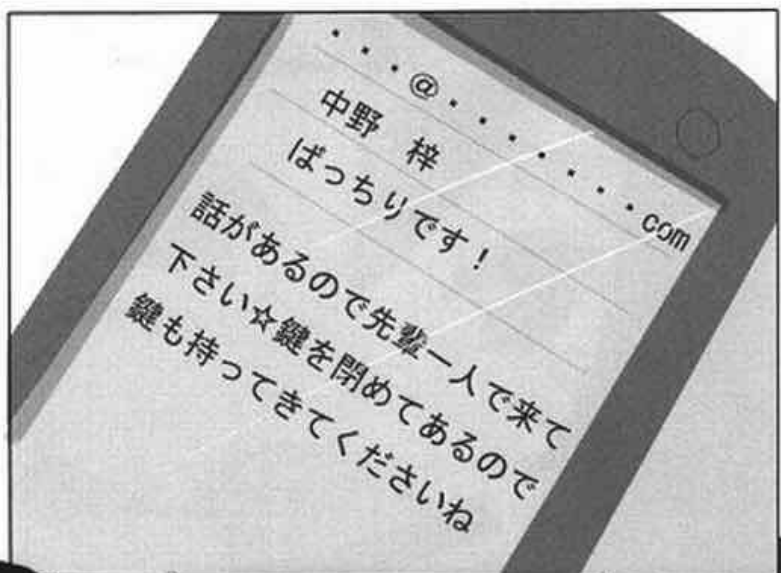 ・・・@・・・・・・・・com
中野 梓
ばっちりです!
話があるので先輩一人で来て
下さい☆鍵を閉めてあるので
鍵も持ってきてくださいね